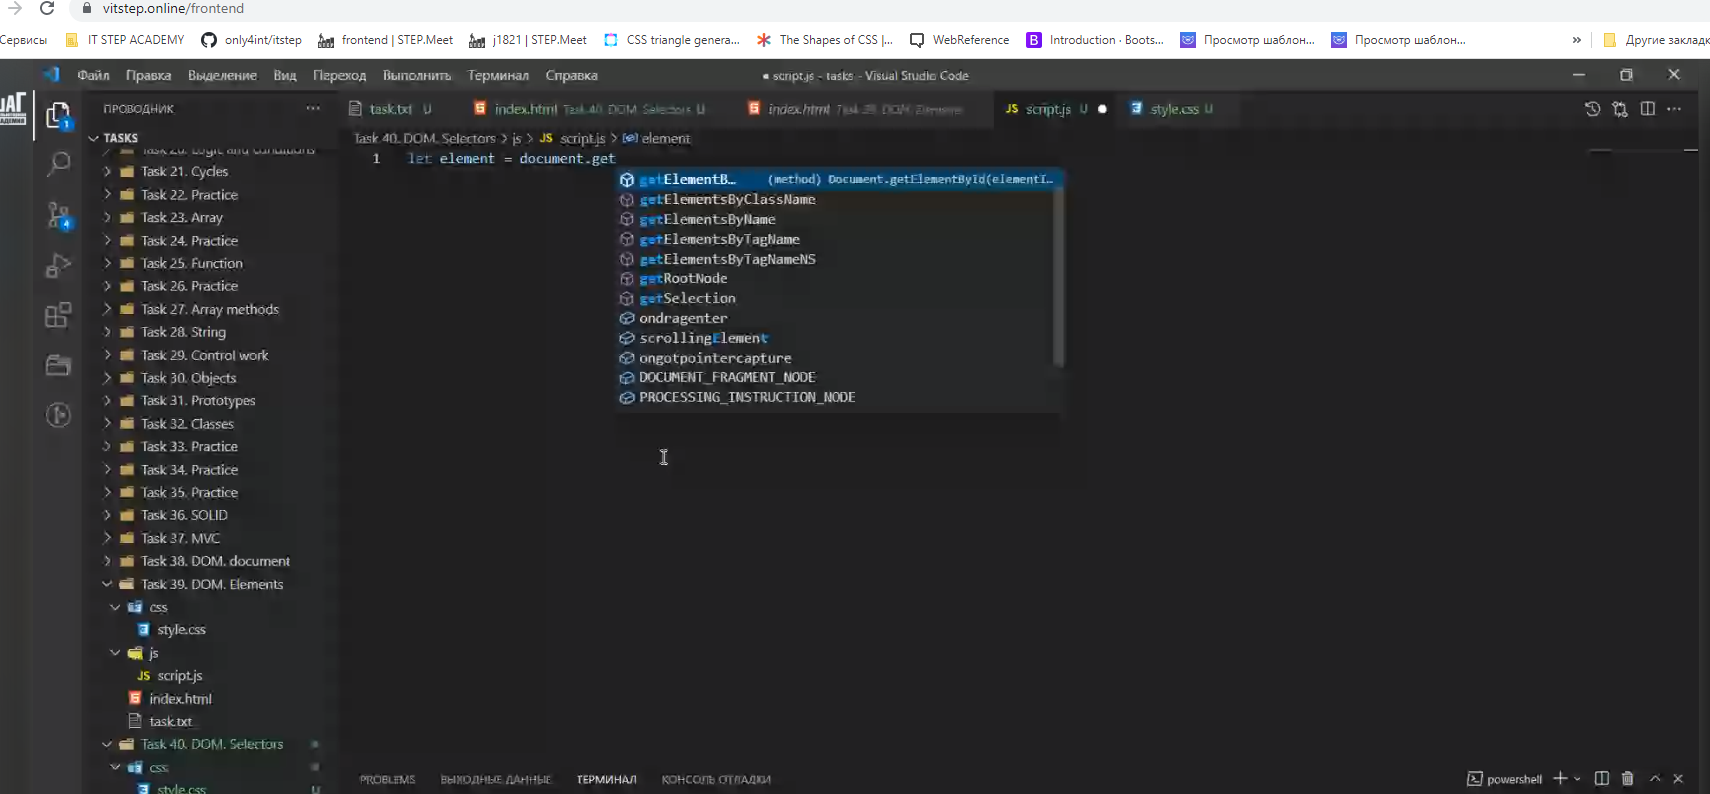 vitstep.online/frontend
Сервисы IT STEP ACADEMY only4int/itstep frontend | STEP.Meet j1821 | STEP.Meet CSS triangle genera... The Shapes of CSS |... WebReference Introduction · Boots... Просмотр шаблон... Просмотр шаблон... » Другие заклад
Файл Правка Выделение Вид Переход Выполнить Терминал Справка ● script.js - tasks - Visual Studio Code
ПРОВОДНИК ···
task.txt U index.html Task 40. DOM. Selectors U index.html Task 39. DOM. Elements JS script.js U ● style.css U
TASKS
Task 40. DOM. Selectors > js > JS script.js > element
1 let element = document.get
getElementB... (method) Document.getElementById(elementI...
getElementsByClassName
getElementsByName
getElementsByTagName
getElementsByTagNameNS
getRootNode
getSelection
ondragenter
scrollingElement
ongotpointercapture
DOCUMENT_FRAGMENT_NODE
PROCESSING_INSTRUCTION_NODE
Task 20. Logic and conditions
Task 21. Cycles
Task 22. Practice
Task 23. Array
Task 24. Practice
Task 25. Function
Task 26. Practice
Task 27. Array methods
Task 28. String
Task 29. Control work
Task 30. Objects
Task 31. Prototypes
Task 32. Classes
Task 33. Practice
Task 34. Practice
Task 35. Practice
Task 36. SOLID
Task 37. MVC
Task 38. DOM. document
Task 39. DOM. Elements
css
style.css
js
JS script.js
index.html
task.txt
Task 40. DOM. Selectors
css
style.css U
PROBLEMS ВЫХОДНЫЕ ДАННЫЕ ТЕРМИНАЛ КОНСОЛЬ ОТЛАДКИ powershell
1
4